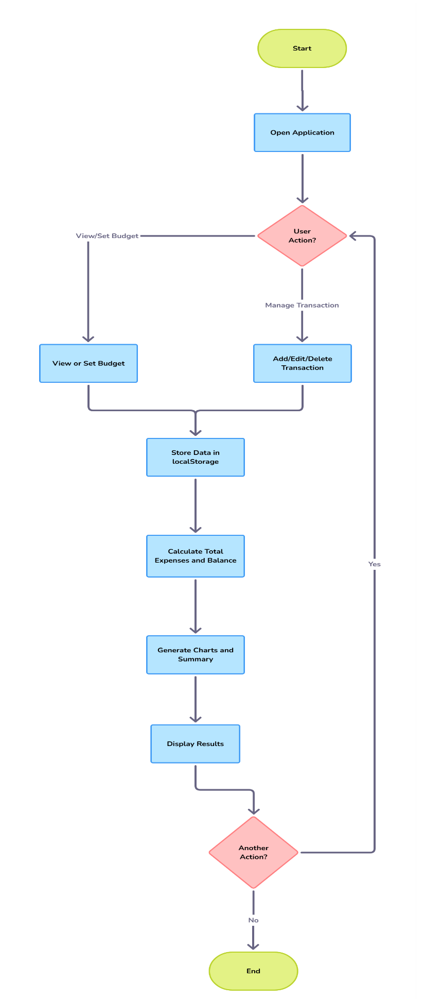 Start
Open Application
User
Action?
View/Set Budget
Manage Transaction
View or Set Budget
Add/Edit/Delete
Transaction
Store Data in
localStorage
Calculate Total
Expenses and Balance
Yes
Generate Charts and
Summary
Display Results
Another
Action?
No
End